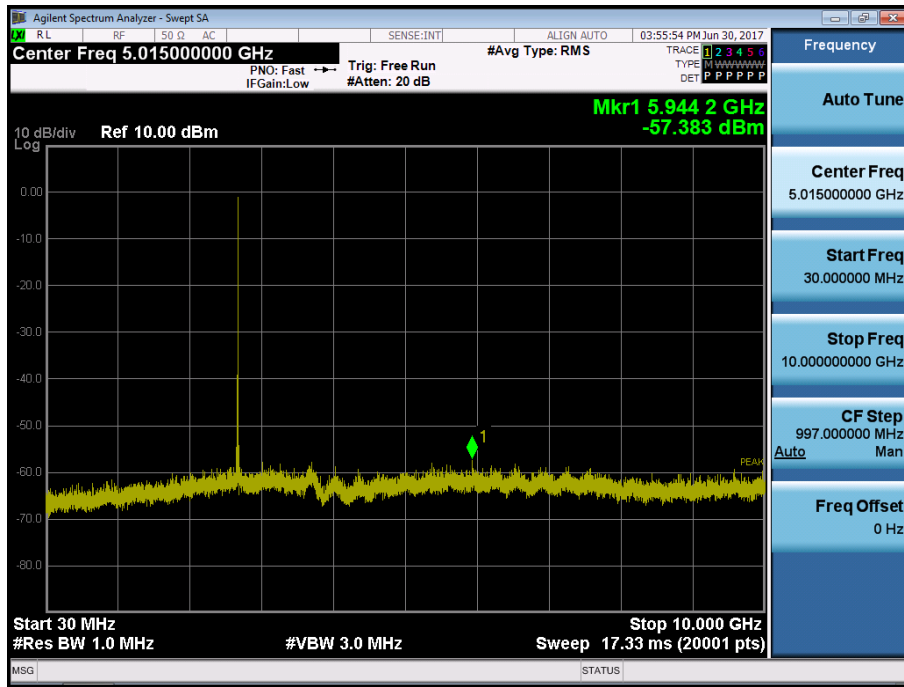 Agilent Spectrum Analyzer - Swept SA
LXI RL RF 50 Ω AC SENSE:INT ALIGN AUTO 03:55:54 PM Jun 30, 2017
Center Freq 5.015000000 GHz
PNO: Fast
IFGain:Low
Trig: Free Run
#Atten: 20 dB
#Avg Type: RMS
TRACE 1 2 3 4 5 6
TYPE M WWWWW
DET P P P P P P
Mkr1 5.944 2 GHz
-57.383 dBm
10 dB/div Ref 10.00 dBm
Log
0.00
-10.0
-20.0
-30.0
-40.0
-50.0
-60.0
-70.0
-80.0
1
PEAK
Start 30 MHz Stop 10.000 GHz
#Res BW 1.0 MHz #VBW 3.0 MHz Sweep 17.33 ms (20001 pts)
MSG STATUS
Frequency
Auto Tune
Center Freq
5.015000000 GHz
Start Freq
30.000000 MHz
Stop Freq
10.000000000 GHz
CF Step
997.000000 MHz
Auto Man
Freq Offset
0 Hz